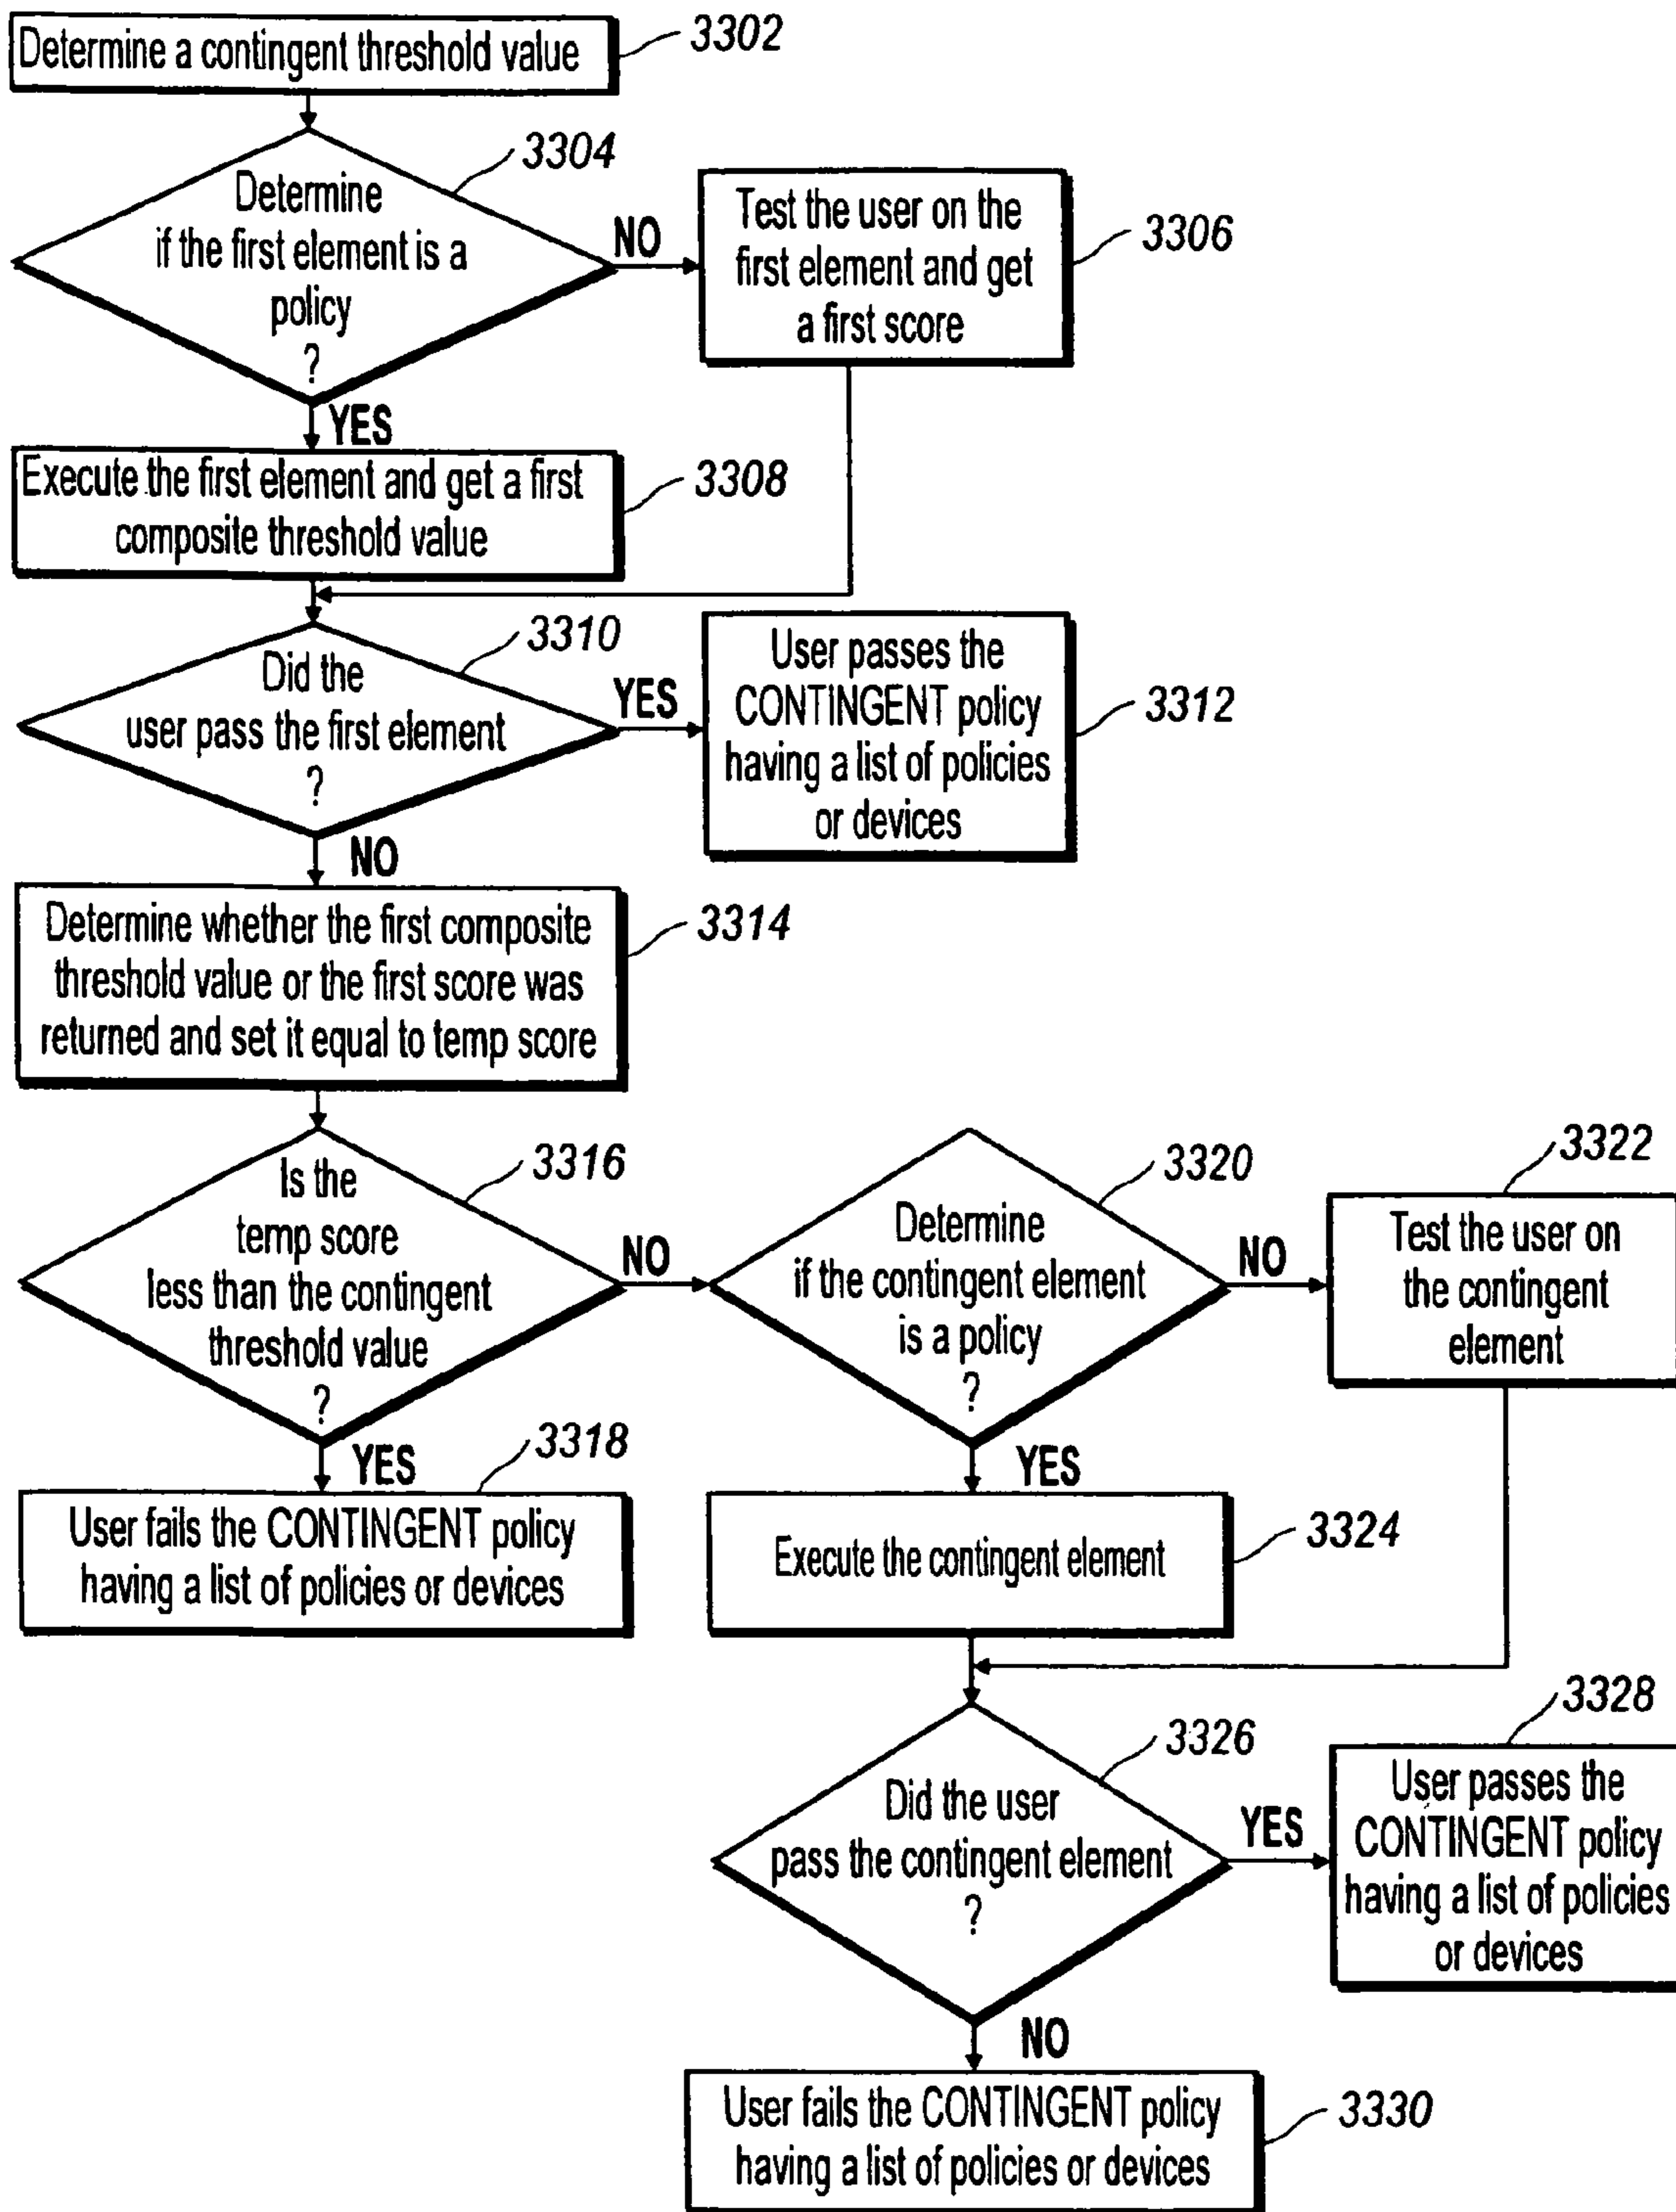 Determine a contingent threshold value
3302
Determine
if the first element is a
policy
?
3304
NO
Test the user on the
first element and get
a first score
3306
YES
Execute the first element and get a first
composite threshold value
3308
Did the
user pass the first element
?
3310
YES
User passes the
CONTINGENT policy
having a list of policies
or devices
3312
NO
Determine whether the first composite
threshold value or the first score was
returned and set it equal to temp score
3314
Is the
temp score
less than the contingent
threshold value
?
3316
NO
Determine
if the contingent element
is a policy
?
3320
NO
Test the user on
the contingent
element
3322
YES
User fails the CONTINGENT policy
having a list of policies or devices
3318
YES
Execute the contingent element
3324
Did the user
pass the contingent element
?
3326
YES
User passes the
CONTINGENT policy
having a list of policies
or devices
3328
NO
User fails the CONTINGENT policy
having a list of policies or devices
3330